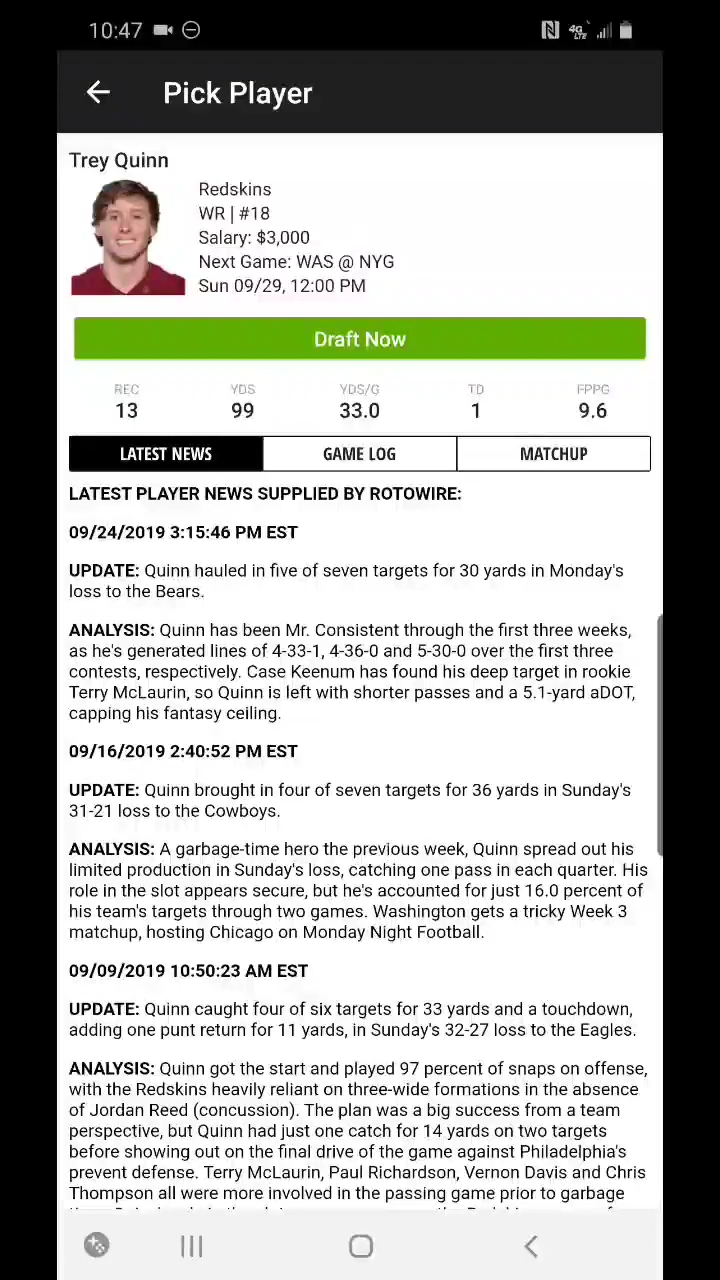 10:47
4G
LTE
Pick Player
Trey Quinn
Redskins
WR | #18
Salary: $3,000
Next Game: WAS @ NYG
Sun 09/29, 12:00 PM
Draft Now
REC YDS YDS/G TD FPPG
13 99 33.0 1 9.6
LATEST NEWS GAME LOG MATCHUP
LATEST PLAYER NEWS SUPPLIED BY ROTOWIRE:
09/24/2019 3:15:46 PM EST
UPDATE: Quinn hauled in five of seven targets for 30 yards in Monday's
loss to the Bears.
ANALYSIS: Quinn has been Mr. Consistent through the first three weeks,
as he's generated lines of 4-33-1, 4-36-0 and 5-30-0 over the first three
contests, respectively. Case Keenum has found his deep target in rookie
Terry McLaurin, so Quinn is left with shorter passes and a 5.1-yard aDOT,
capping his fantasy ceiling.
09/16/2019 2:40:52 PM EST
UPDATE: Quinn brought in four of seven targets for 36 yards in Sunday's
31-21 loss to the Cowboys.
ANALYSIS: A garbage-time hero the previous week, Quinn spread out his
limited production in Sunday's loss, catching one pass in each quarter. His
role in the slot appears secure, but he's accounted for just 16.0 percent of
his team's targets through two games. Washington gets a tricky Week 3
matchup, hosting Chicago on Monday Night Football.
09/09/2019 10:50:23 AM EST
UPDATE: Quinn caught four of six targets for 33 yards and a touchdown,
adding one punt return for 11 yards, in Sunday's 32-27 loss to the Eagles.
ANALYSIS: Quinn got the start and played 97 percent of snaps on offense,
with the Redskins heavily reliant on three-wide formations in the absence
of Jordan Reed (concussion). The plan was a big success from a team
perspective, but Quinn had just one catch for 14 yards on two targets
before showing out on the final drive of the game against Philadelphia's
prevent defense. Terry McLaurin, Paul Richardson, Vernon Davis and Chris
Thompson all were more involved in the passing game prior to garbage